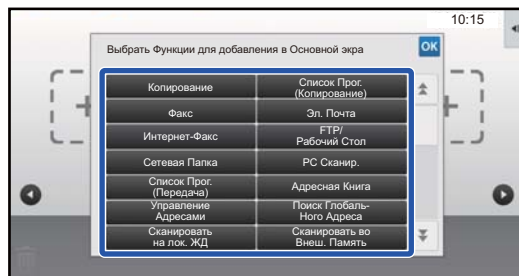 10:15
Выбрать Функции для добавления в Основной экра
OK
Копирование
Список Прог.
(Копирование)
Факс
Эл. Почта
Интернет-Факс
FTP/
Рабочий Стол
Сетевая Папка
PC Сканир.
Список Прог.
(Передача)
Адресная Книга
Управление
Адресами
Поиск Глобаль-
Ного Адреса
Сканировать
на лок. ЖД
Сканировать во
Внеш. Память